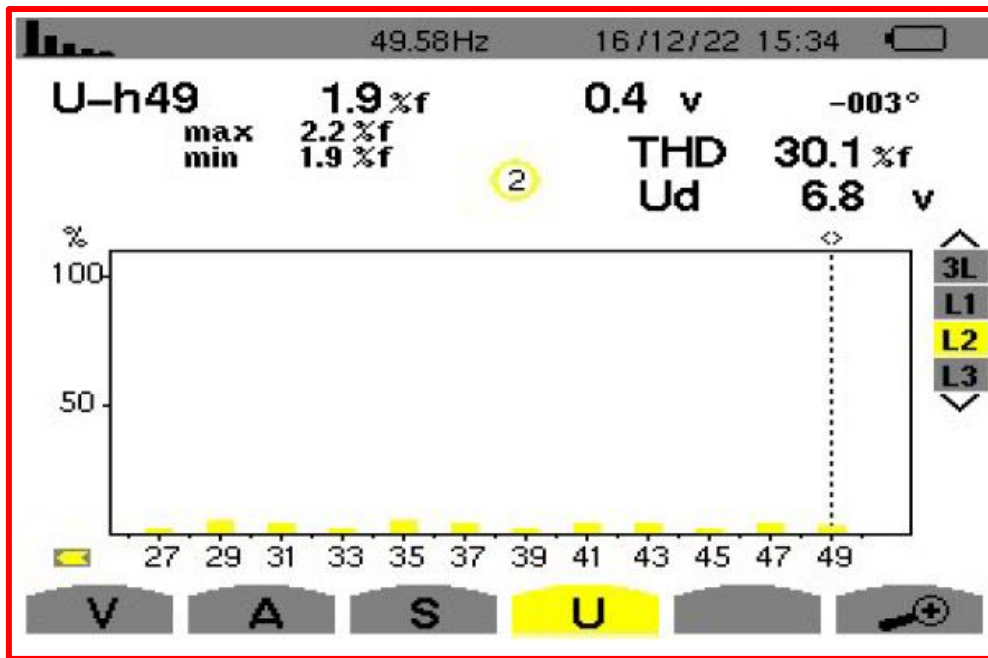 49.58Hz 16/12/22 15:34
U-h49 1.9 %f 0.4 v -003°
max 2.2 %f
min 1.9 %f
THD 30.1 %f
2
Ud 6.8 v
%
100
50
3L
L1
L2
L3
27 29 31 33 35 37 39 41 43 45 47 49
V A S U